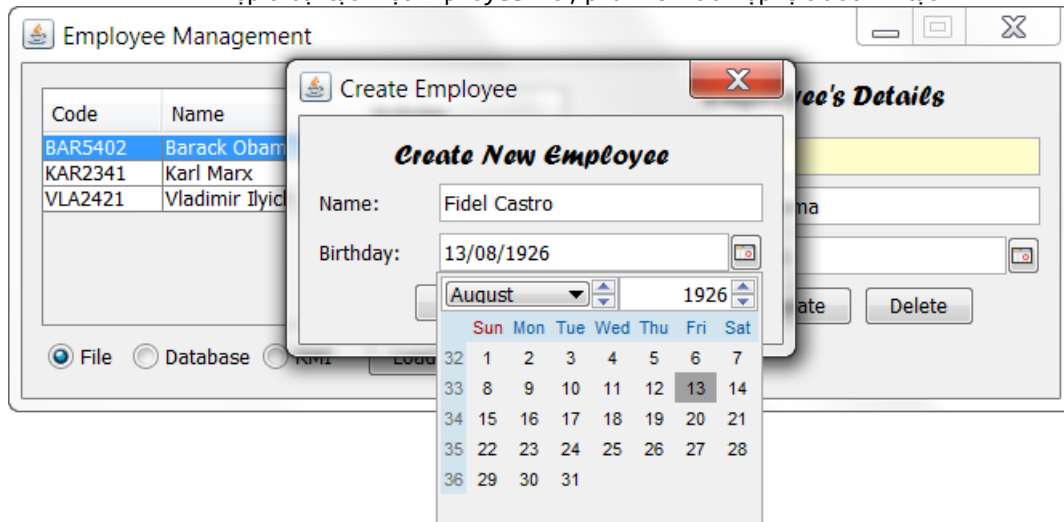 Employee Management
Create Employee
Details
Code Name
BAR5402 Barack Obam
KAR2341 Karl Marx
VLA2421 Vladimir Ilyich
Create New Employee
Name: Fidel Castro
Birthday: 13/08/1926
August 1926
Sun Mon Tue Wed Thu Fri Sat
32 1 2 3 4 5 6 7
33 8 9 10 11 12 13 14
34 15 16 17 18 19 20 21
35 22 23 24 25 26 27 28
36 29 30 31
Delete
File Database RMI